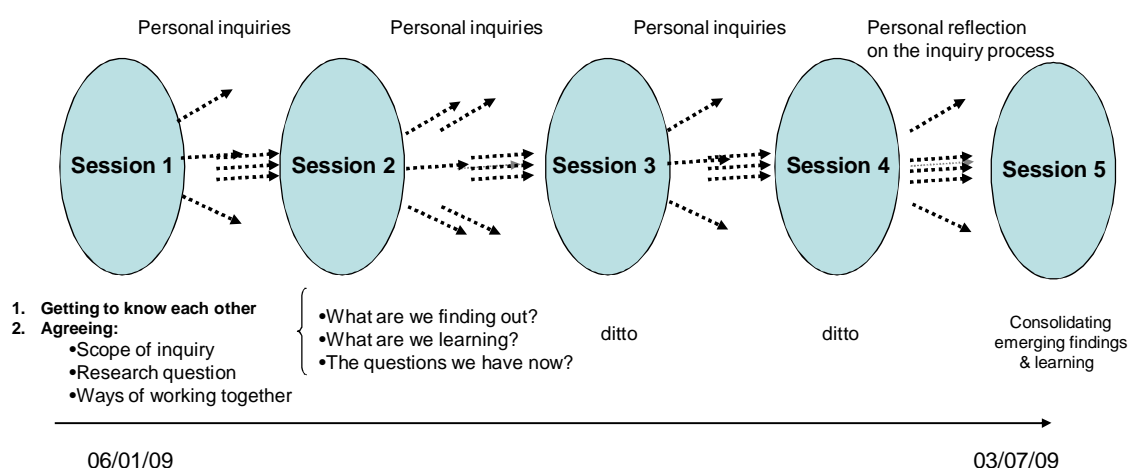 Personal inquiries
Personal inquiries
Personal inquiries
Personal reflection
on the inquiry process
Session 1
Session 2
Session 3
Session 4
Session 5
1. Getting to know each other
2. Agreeing:
•Scope of inquiry
•Research question
•Ways of working together
•What are we finding out?
•What are we learning?
•The questions we have now?
ditto
ditto
Consolidating
emerging findings
& learning
06/01/09
03/07/09